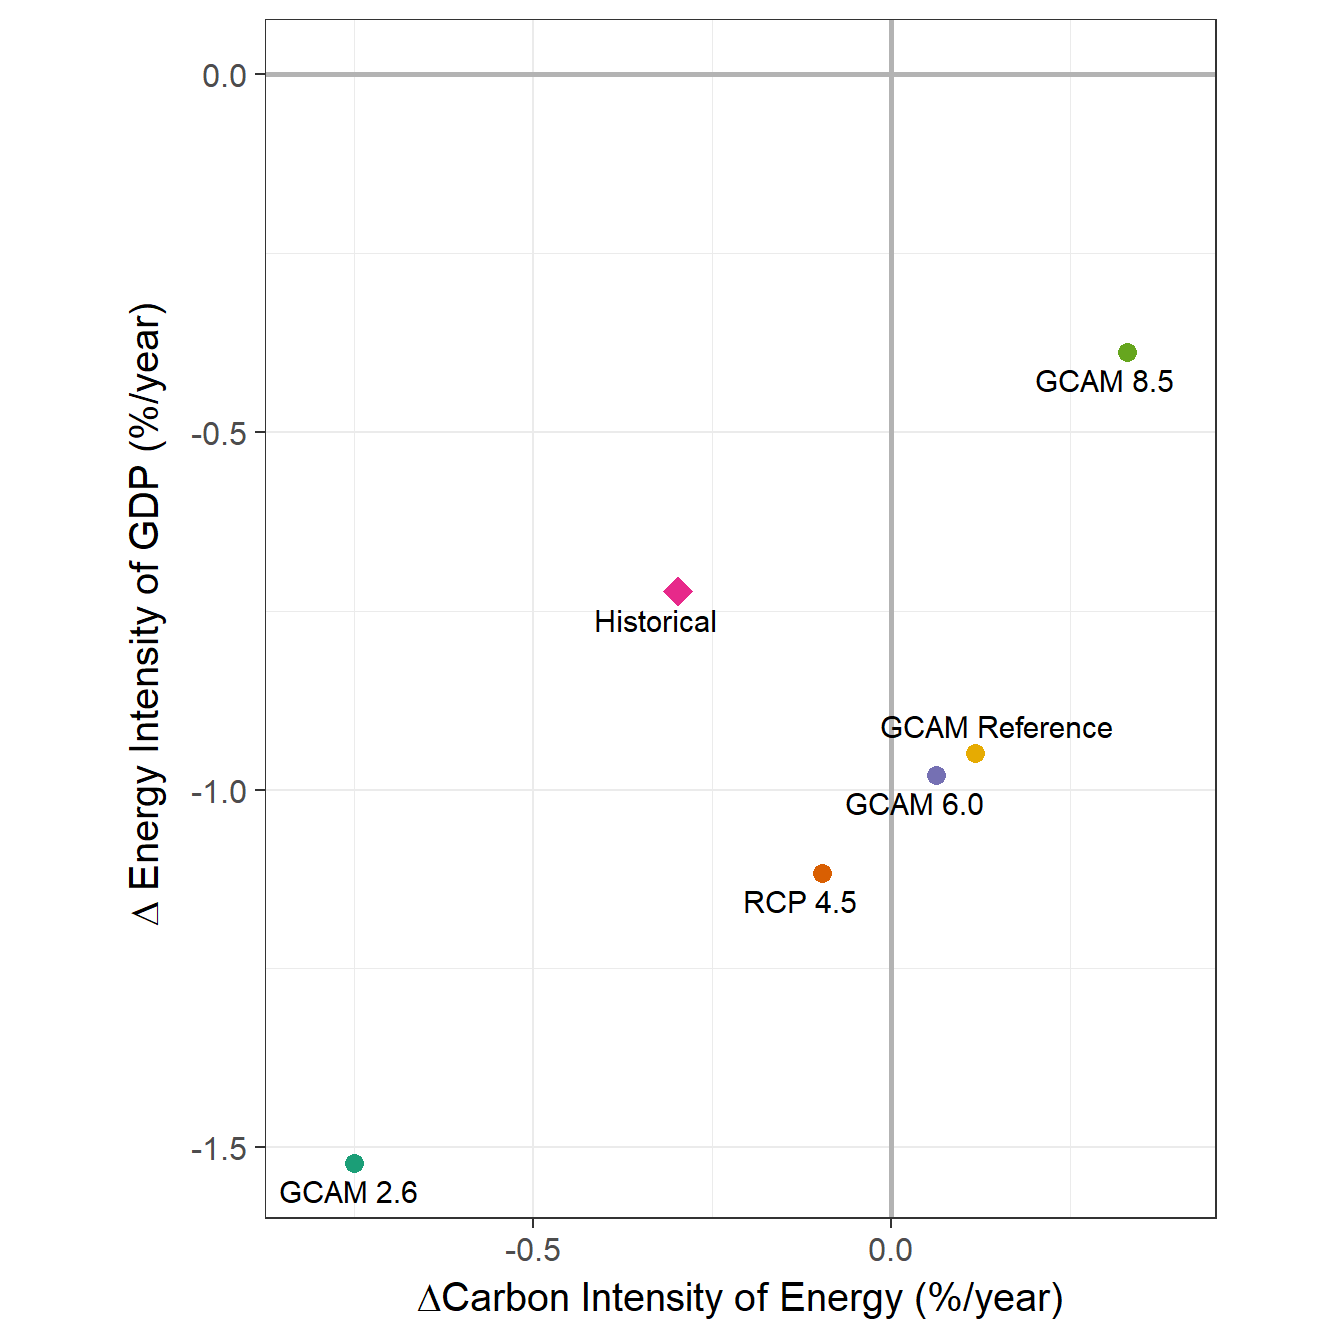 0.0
-0.5
-1.0
-1.5
Δ Energy Intensity of GDP (%/year)
GCAM 8.5
Historical
GCAM Reference
GCAM 6.0
RCP 4.5
GCAM 2.6
-0.5
0.0
ΔCarbon Intensity of Energy (%/year)